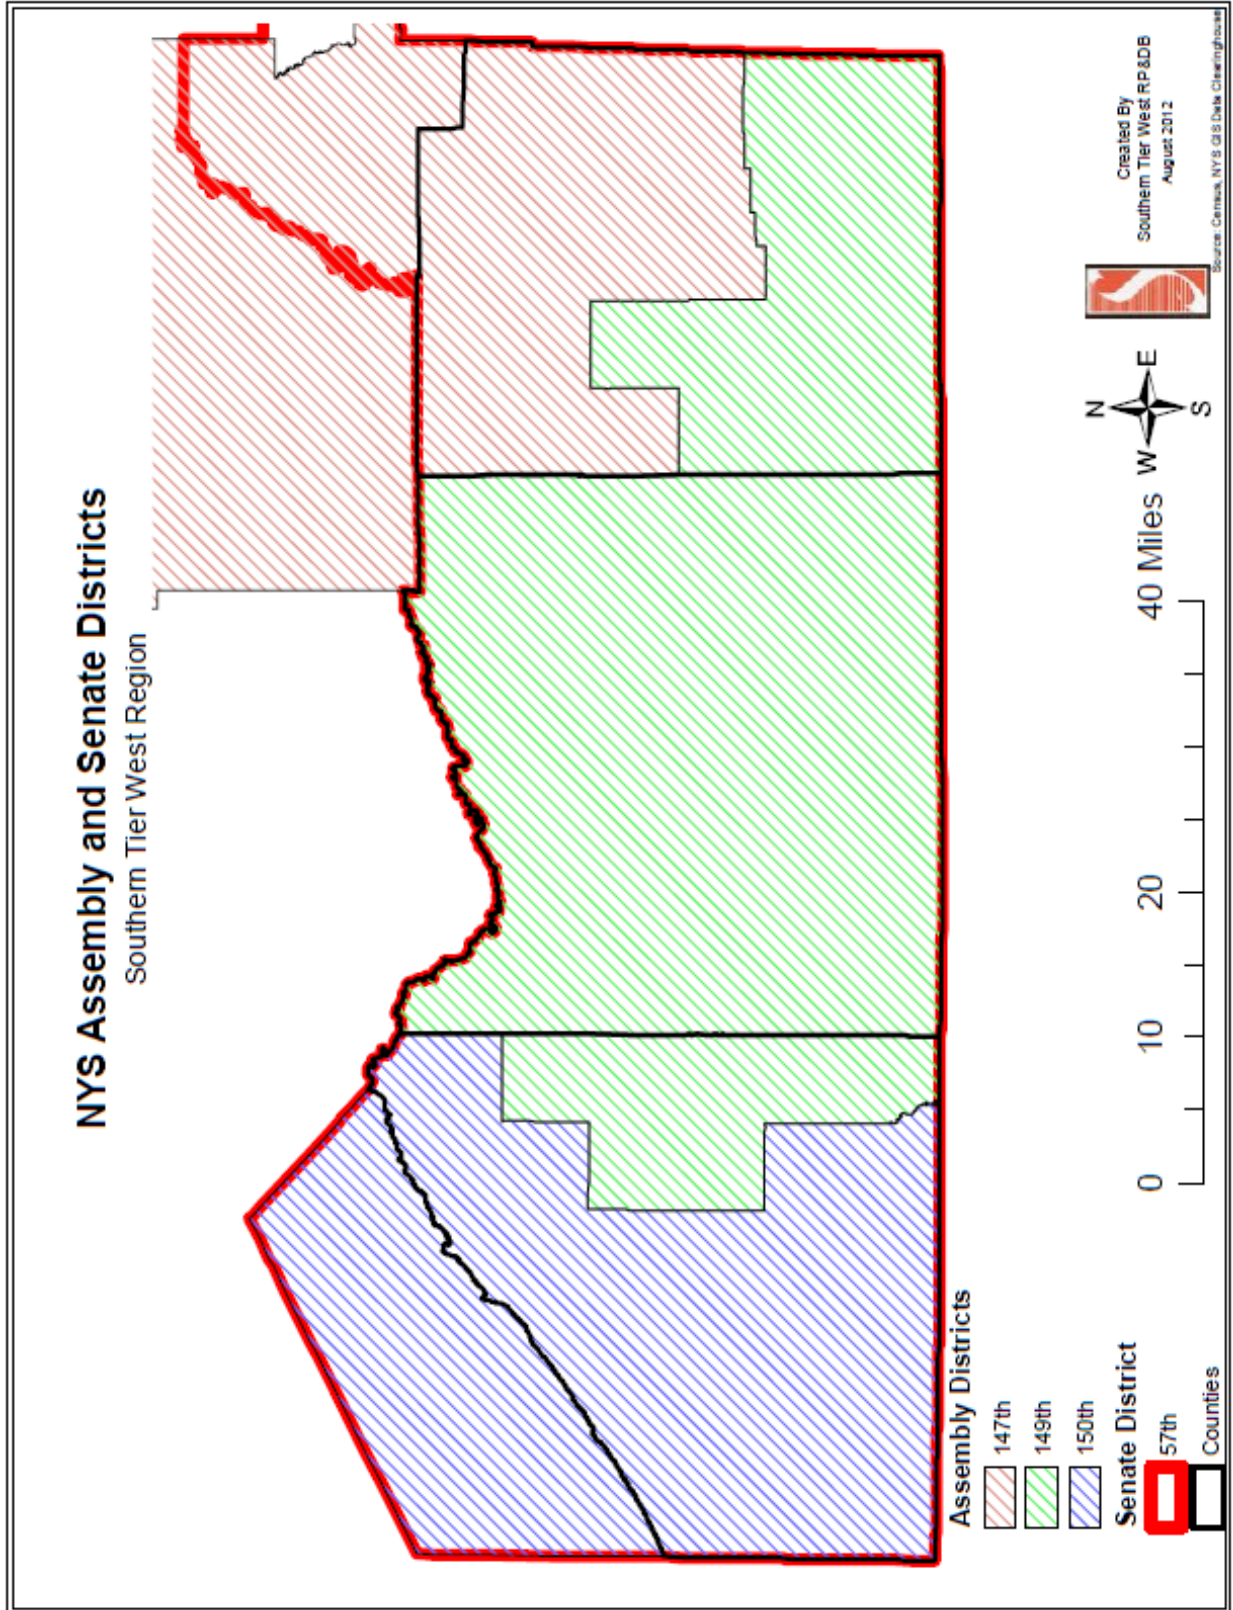 NYS Assembly and Senate Districts
Southern Tier West Region
Assembly Districts
147th
149th
150th
Senate District
57th
Counties
0 10 20 40 Miles
N
W E
S
Created By
Southern Tier West RP&DB
August 2012
Source: Census, NYS GIS Data Clearinghouse